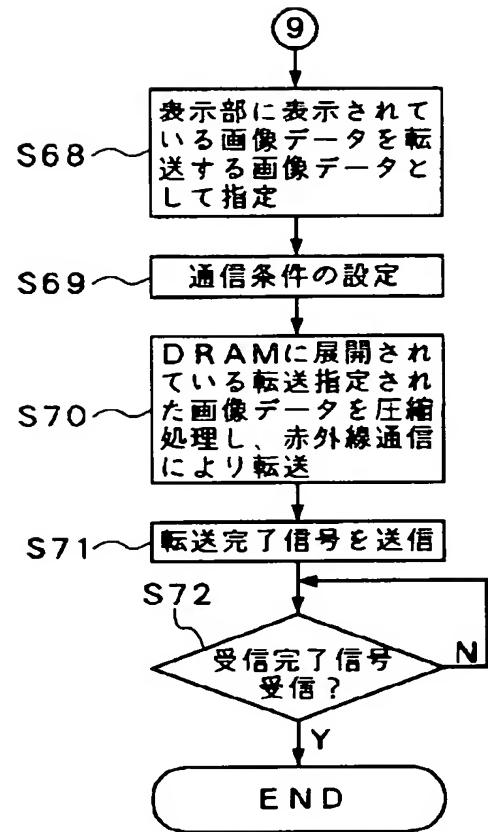 9
表示部に表示されて
いる画像データを転
送する画像データと
して指定
S68
通信条件の設定
S69
DRAMに展開され
ている転送指定され
た画像データを圧縮
処理し、赤外線通信
により転送
S70
転送完了信号を送信
S71
S72
受信完了信号
受信?
N
Y
END